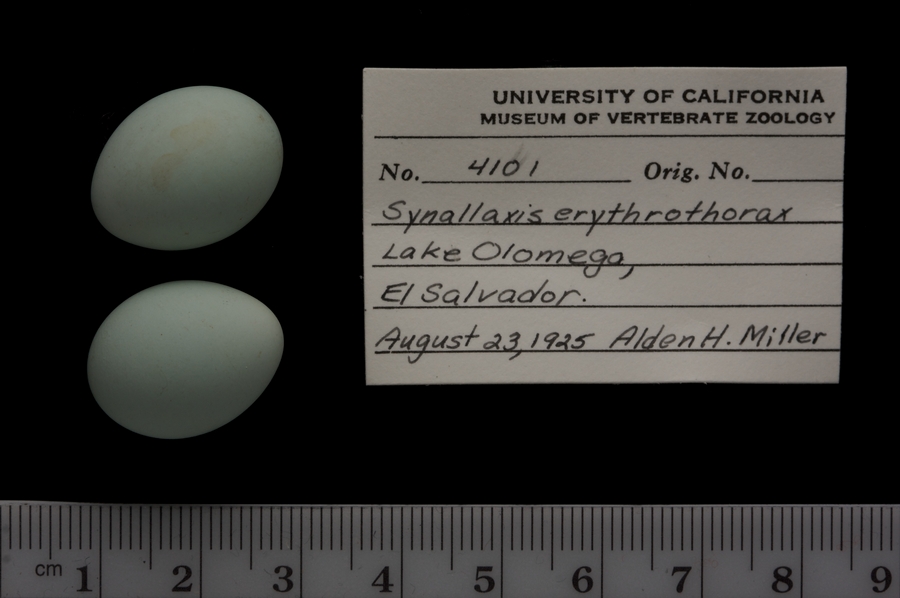 UNIVERSITY OF CALIFORNIA
MUSEUM OF VERTEBRATE ZOOLOGY
No. 4101 Orig. No.
Synallaxis erythrothorax
Lake Olomega,
El Salvador.
August 23, 1925 Alden H. Miller
cm 1 2 3 4 5 6 7 8 9